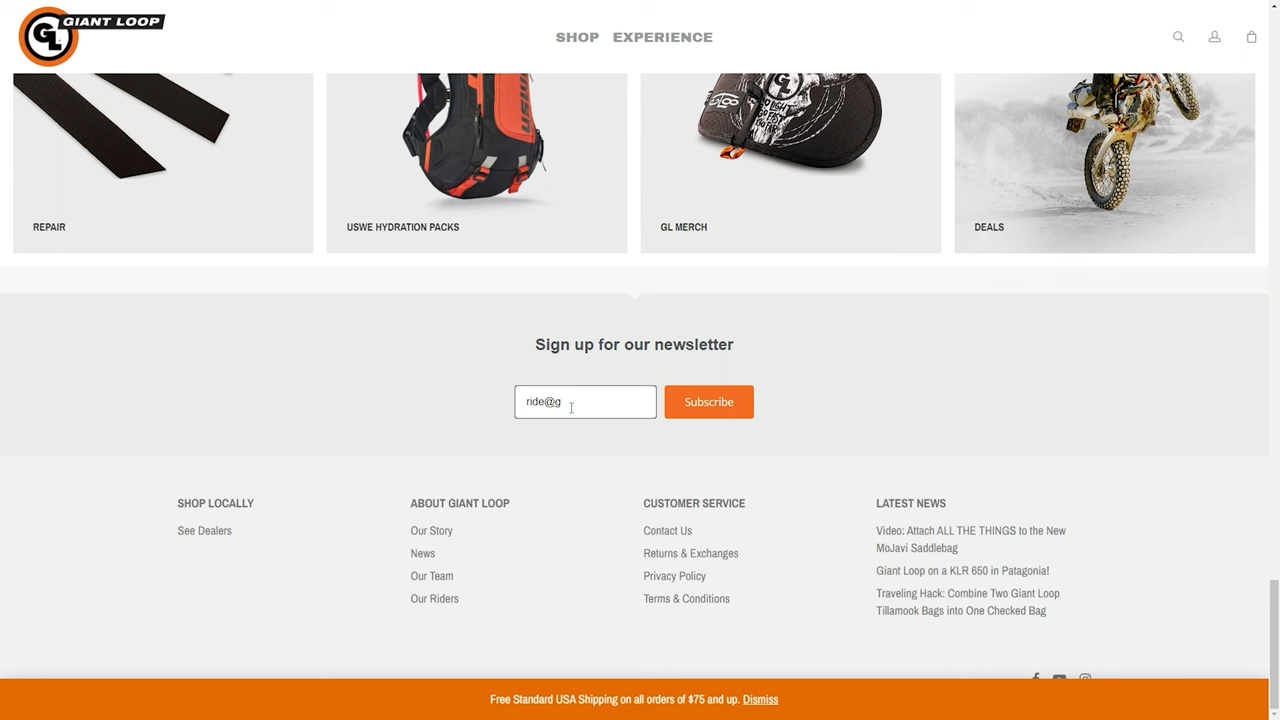 GIANT LOOP
GL
SHOP EXPERIENCE
USWE
GL
REPAIR
USWE HYDRATION PACKS
GL MERCH
DEALS
Sign up for our newsletter
ride@g
Subscribe
SHOP LOCALLY
See Dealers
ABOUT GIANT LOOP
Our Story
News
Our Team
Our Riders
CUSTOMER SERVICE
Contact Us
Returns & Exchanges
Privacy Policy
Terms & Conditions
LATEST NEWS
Video: Attach ALL THE THINGS to the New
MoJavi Saddlebag
Giant Loop on a KLR 650 in Patagonia!
Traveling Hack: Combine Two Giant Loop
Tillamook Bags into One Checked Bag
Free Standard USA Shipping on all orders of $75 and up. Dismiss